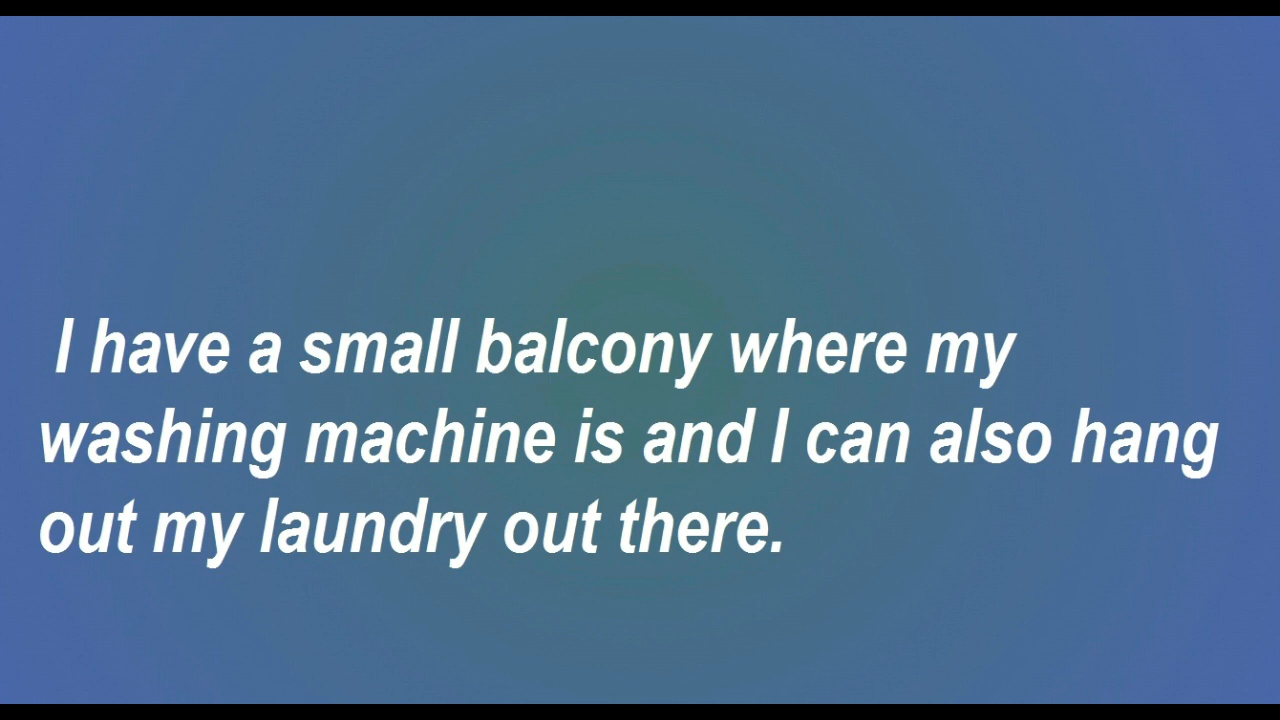 I have a small balcony where my
washing machine is and I can also hang
out my laundry out there.